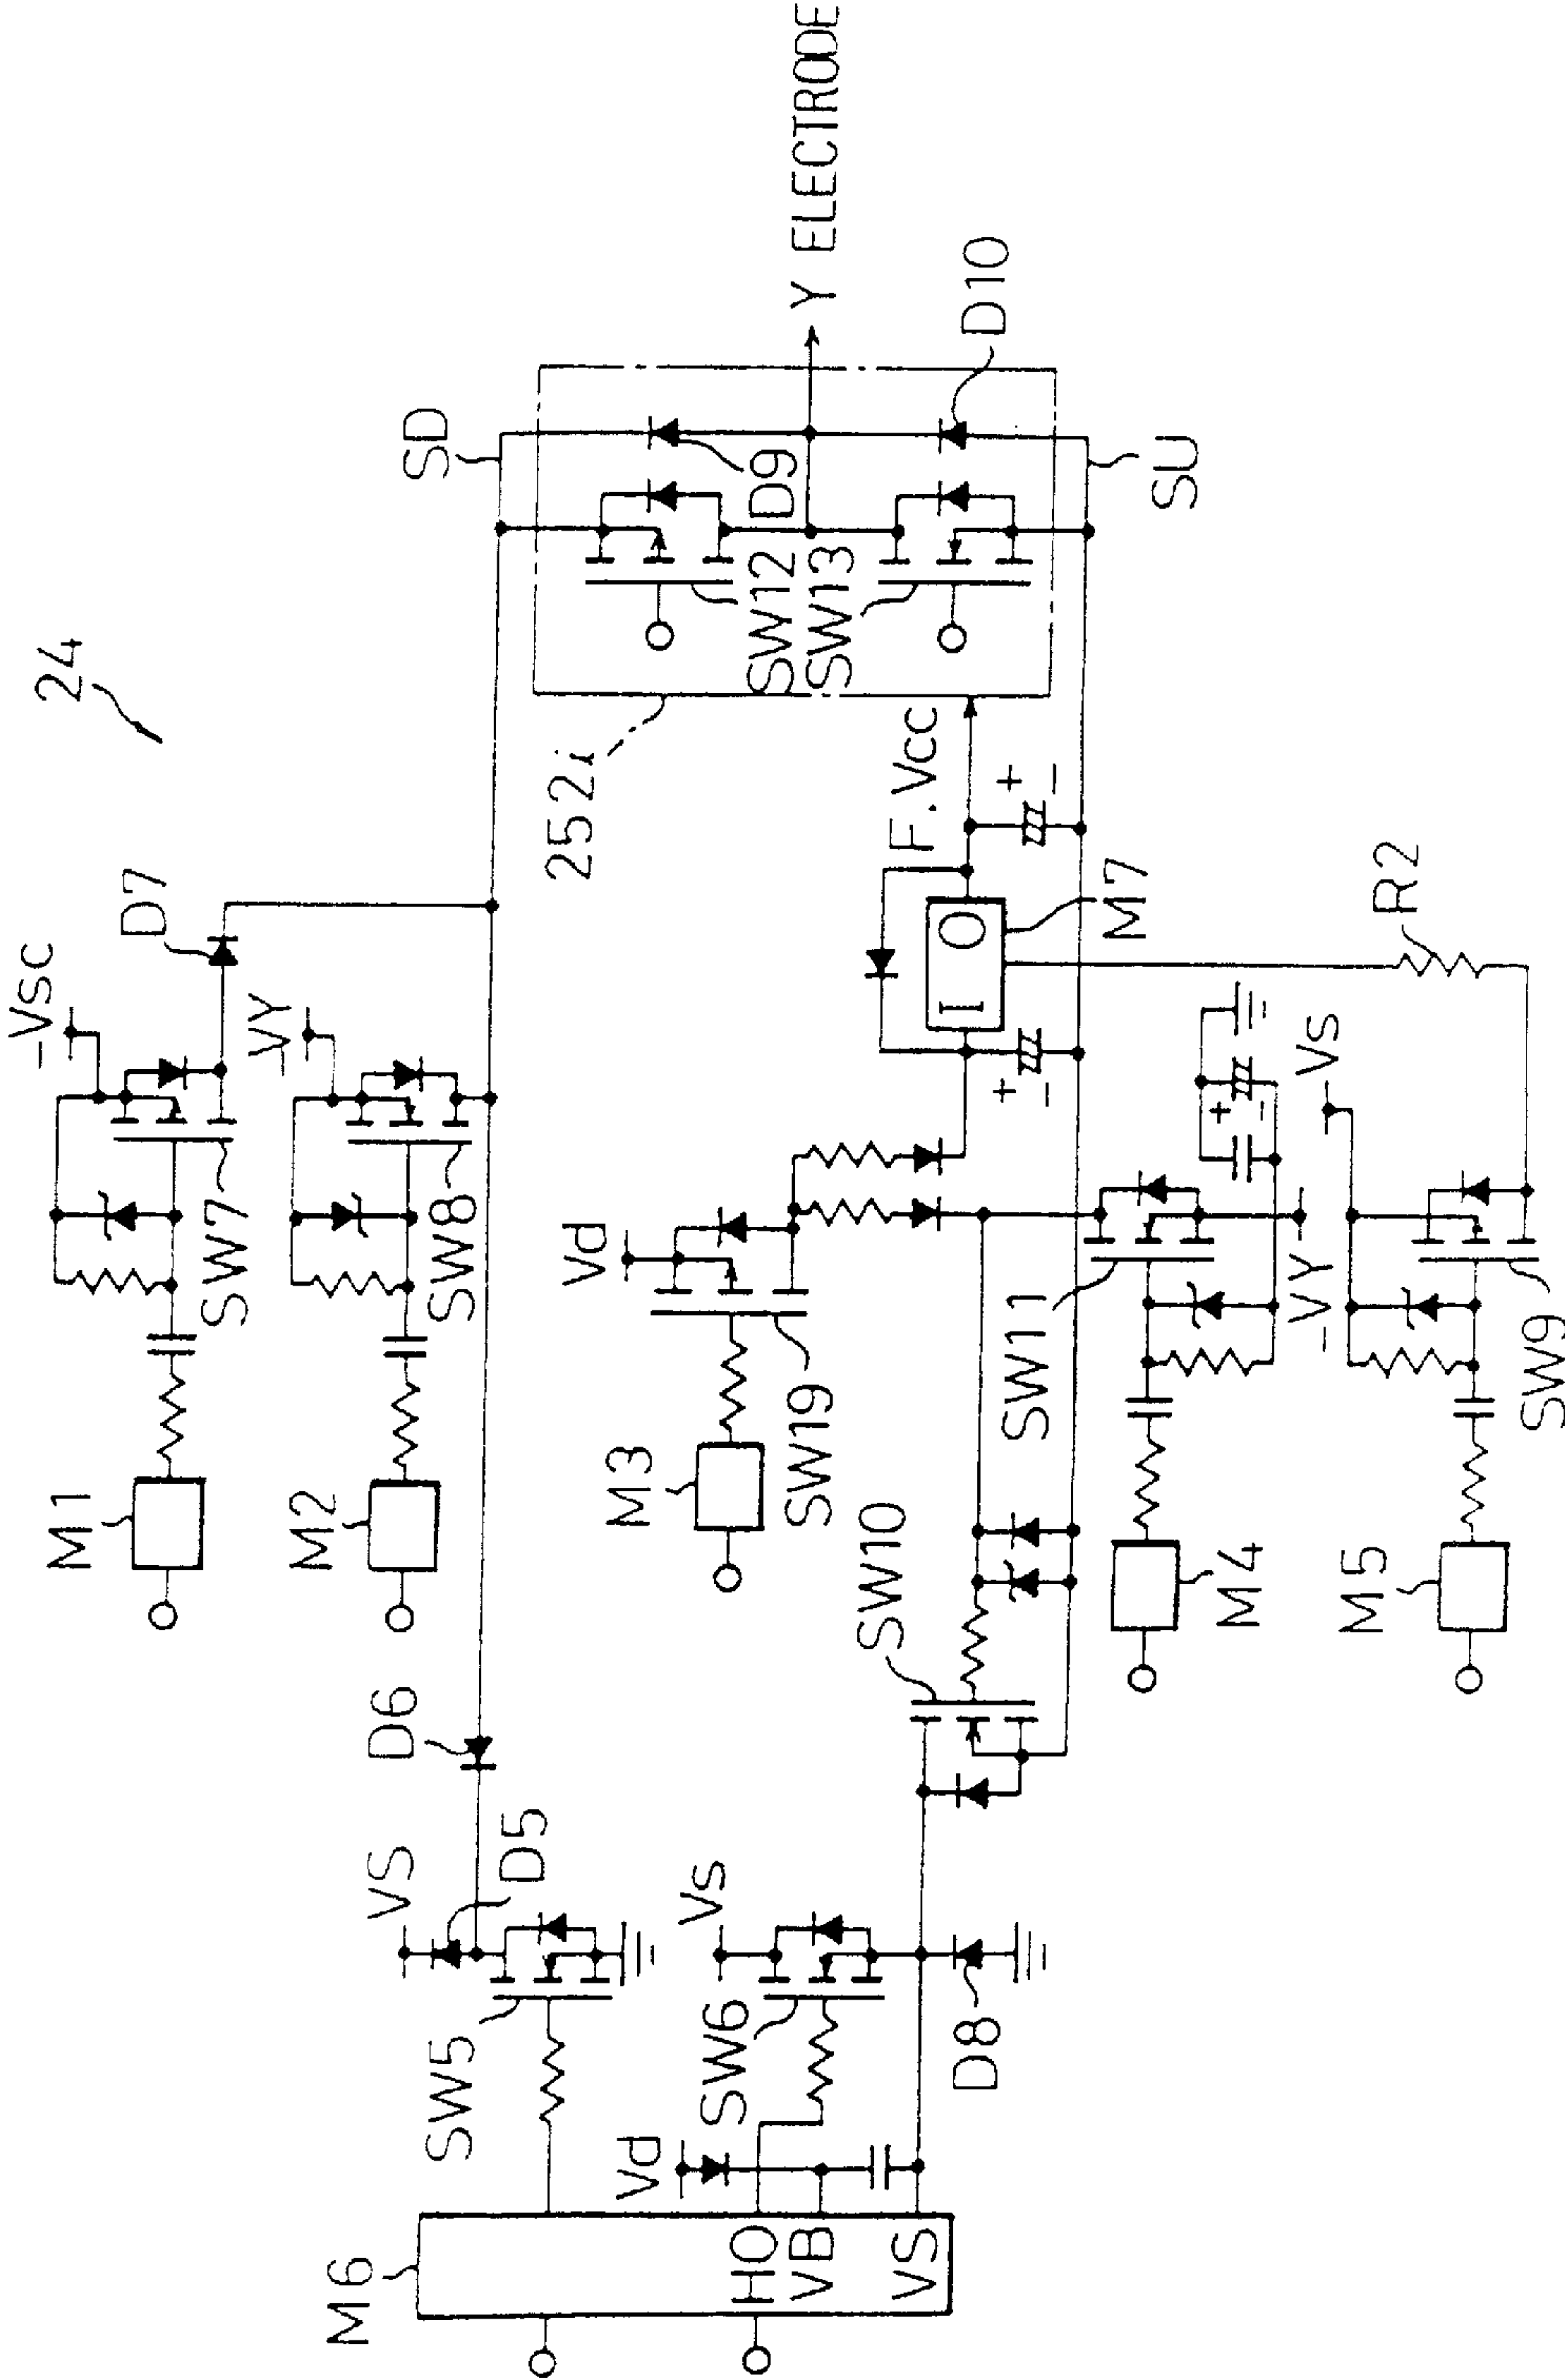 24
-Vsc
D7
M1
SW7
-VY
M2
SW8
SD
D6
VS
D5
SW5
M6
HO
VB
VS
Vd
Vs
SW6
D8
Vd
M3
SW19
SW10
252i
D9
SW12
SW13
Y ELECTRODE
D10
SU
F.Vcc
I O
M7
+
-
+
-
SW11
M4
-VY
+
-
Vs
R2
M5
SW9